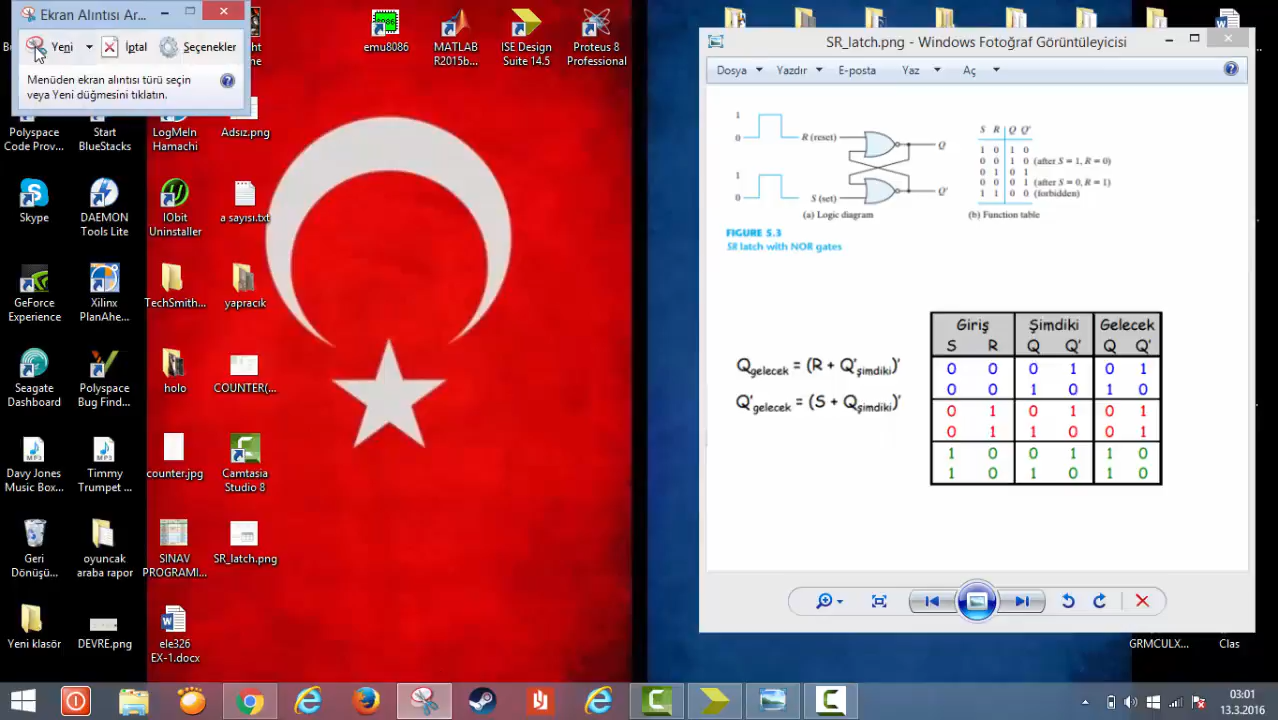 Ekran Alıntısı Ar...
Yeni
İptal
Seçenekler
Menüden ekran alıntısı türü seçin
veya Yeni düğmesini tıklatın.
emu8086
MATLAB
R2015b...
ISE Design
Suite 14.5
Proteus 8
Professional
Polyspace
Code Prov...
Start
BlueStacks
LogMeIn
Hamachi
Adsız.png
Skype
DAEMON
Tools Lite
IObit
Uninstaller
a sayısı.txt
GeForce
Experience
Xilinx
PlanAhe...
TechSmith...
yapracik
Seagate
Dashboard
Polyspace
Bug Find...
holo
COUNTER(...
Davy Jones
Music Box...
Timmy
Trumpet ...
counter.jpg
Camtasia
Studio 8
Geri
Dönüşü...
oyuncak
araba rapor
SINAV
PROGRAMI...
SR_latch.png
Yeni klasör
DEVRE.png
ele326
EX-1.docx
SR_latch.png - Windows Fotoğraf Görüntüleyicisi
Dosya Yazdır E-posta Yaz Aç
1
0
R (reset)
Q
1
0
S (set)
Q'
(a) Logic diagram
S R Q Q'
1 0 1 0
0 0 1 0 (after S = 1, R = 0)
0 1 0 1
0 0 0 1 (after S = 0, R = 1)
1 1 0 0 (forbidden)
(b) Function table
FIGURE 5.3
SR latch with NOR gates
Qgelecek = (R + Q'şimdiki)'
Q'gelecek = (S + Qşimdiki)'
Giriş Şimdiki Gelecek
S R Q Q' Q Q'
0 0 0 1 0 1
0 0 1 0 1 0
0 1 0 1 0 1
0 1 1 0 0 1
1 0 0 1 1 0
1 0 1 0 1 0
GRMCULX...
Clas
03:01
13.3.2016